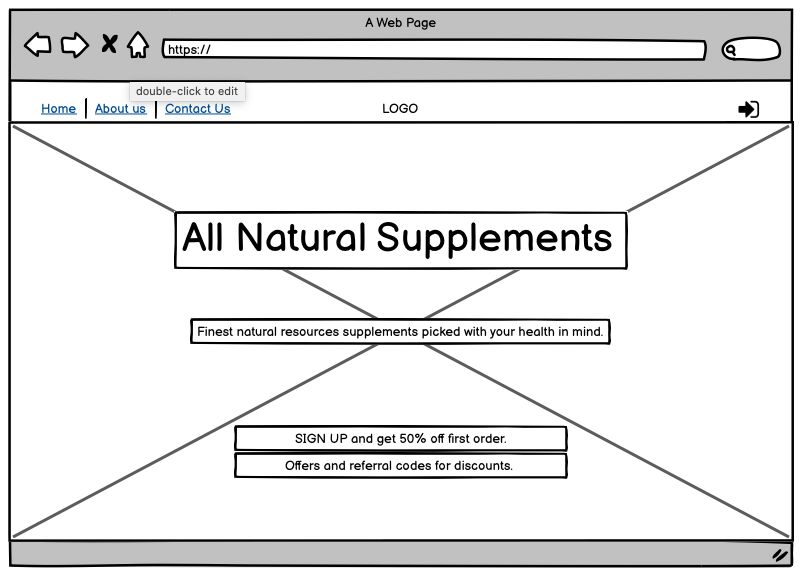 A Web Page
https://
double-click to edit
Home About us Contact Us LOGO
All Natural Supplements
Finest natural resources supplements picked with your health in mind.
SIGN UP and get 50% off first order.
Offers and referral codes for discounts.